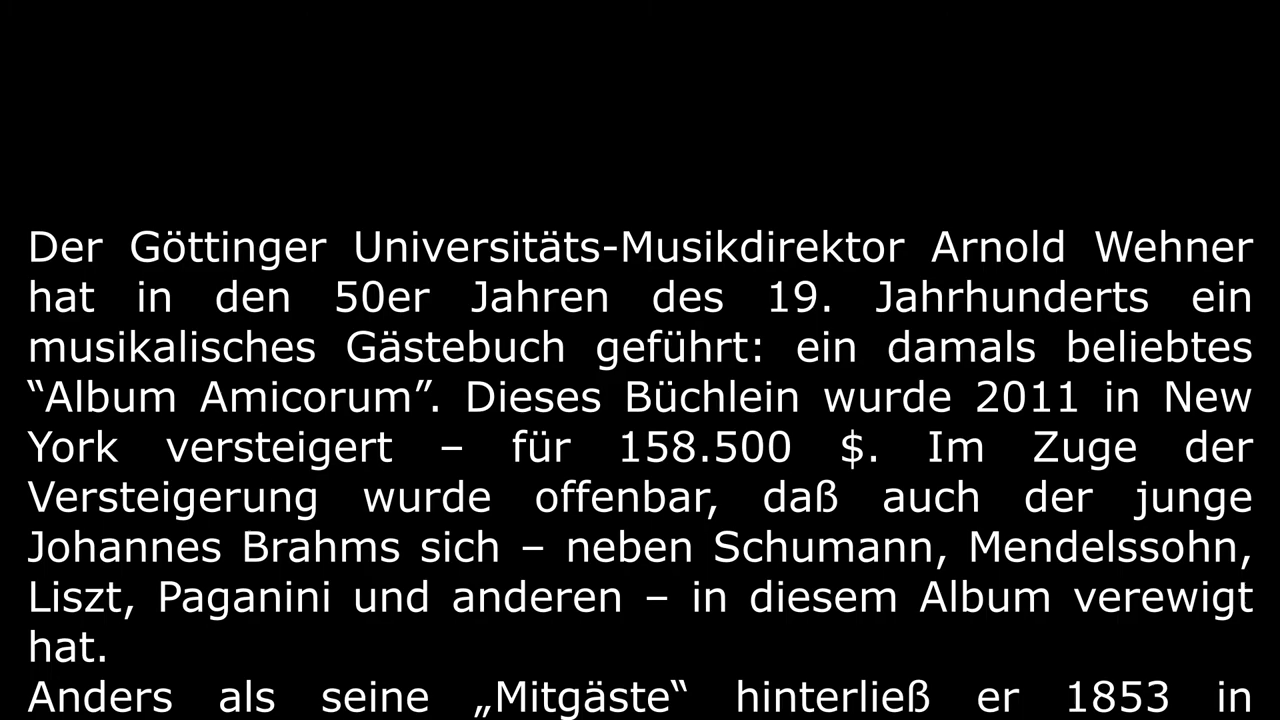 Der Göttinger Universitäts-Musikdirektor Arnold Wehner
hat in den 50er Jahren des 19. Jahrhunderts ein
musikalisches Gästebuch geführt: ein damals beliebtes
“Album Amicorum”. Dieses Büchlein wurde 2011 in New
York versteigert – für 158.500 $. Im Zuge der
Versteigerung wurde offenbar, daß auch der junge
Johannes Brahms sich – neben Schumann, Mendelssohn,
Liszt, Paganini und anderen – in diesem Album verewigt
hat.
Anders als seine „Mitgäste“ hinterließ er 1853 in